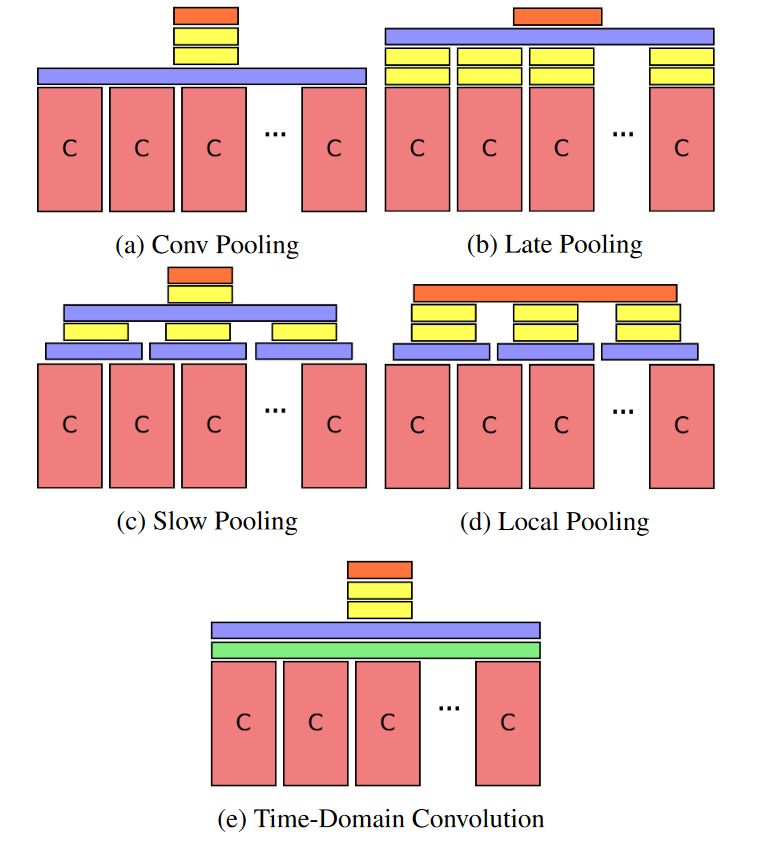 C C C ... C
C C C ... C
(a) Conv Pooling
(b) Late Pooling
C C C ... C
C C C ... C
(c) Slow Pooling
(d) Local Pooling
C C C ... C
(e) Time-Domain Convolution